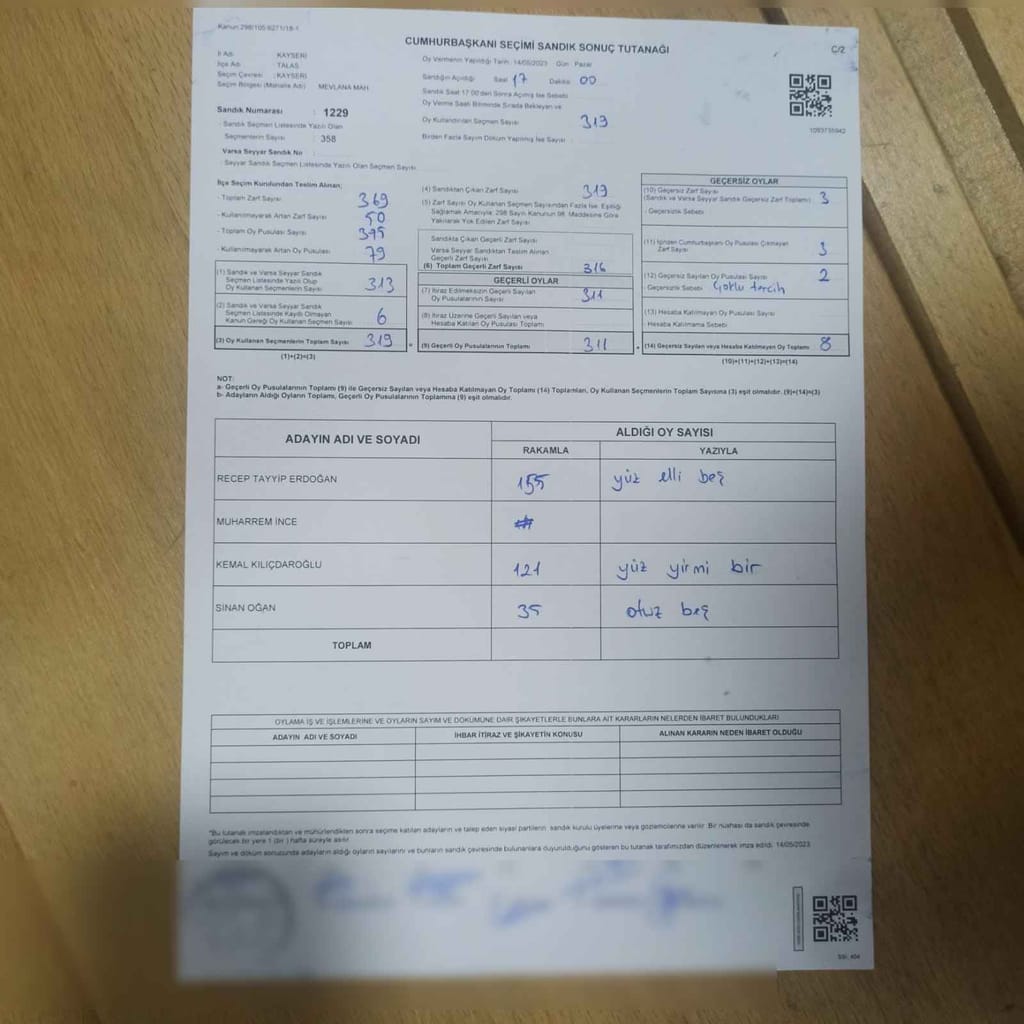 Kanun 298/105-6271/18-1
CUMHURBAŞKANI SEÇİMİ SANDIK SONUÇ TUTANAĞI
C/2
İl Adı : KAYSERİ
İlçe Adı : TALAS
Seçim Çevresi : KAYSERİ
Seçim Bölgesi (Mahalle Adı) MEVLANA MAH
Sandık Numarası : 1229
- Sandık Seçmen Listesinde Yazılı Olan
Seçmenlerin Sayısı : 358
Varsa Seyyar Sandık No :
- Seyyar Sandık Seçmen Listesinde Yazılı Olan Seçmen Sayısı
Oy Vermenin Yapıldığı Tarih: 14/05/2023 Gün : Pazar
Sandığın Açıldığı Saat 17 Dakika 00
Sandık Saat 17.00'den Sonra Açılmış İse Sebebi
Oy Verme Saati Bitiminde Sırada Bekleyen ve
Oy Kullandırılan Seçmen Sayısı 319
Birden Fazla Sayım Döküm Yapılmış İse Sayısı :
1093735942
İlçe Seçim Kurulundan Teslim Alınan;
- Toplam Zarf Sayısı 369
- Kullanılmayarak Artan Zarf Sayısı 50
- Toplam Oy Pusulası Sayısı 395
- Kullanılmayarak Artan Oy Pusulası 79
(1) Sandık ve Varsa Seyyar Sandık
Seçmen Listesinde Yazılı Olup
Oy Kullanan Seçmenlerin Sayısı 313
(2) Sandık ve Varsa Seyyar Sandık
Seçmen Listesinde Kayıtlı Olmayan
Kanun Gereği Oy Kullanan Seçmen Sayısı 6
(3) Oy Kullanan Seçmenlerin Toplam Sayısı 319
(1)+(2)=(3)
(4) Sandıktan Çıkan Zarf Sayısı 319
(5) Zarf Sayısı Oy Kullanan Seçmen Sayısından Fazla İse, Eşitliği
Sağlamak Amacıyla; 298 Sayılı Kanunun 98. Maddesine Göre
Yakılarak Yok Edilen Zarf Sayısı
Sandıkta Çıkan Geçerli Zarf Sayısı
Varsa Seyyar Sandıktan Teslim Alınan
Geçerli Zarf Sayısı
(6) Toplam Geçerli Zarf Sayısı 316
GEÇERLİ OYLAR
(7) İtiraz Edilmeksizin Geçerli Sayılan
Oy Pusulalarının Sayısı 311
(8) İtiraz Üzerine Geçerli Sayılan veya
Hesaba Katılan Oy Pusulası Toplamı
= (9) Geçerli Oy Pusulalarının Toplamı 311
GEÇERSİZ OYLAR
(10) Geçersiz Zarf Sayısı
(Sandık ve Varsa Seyyar Sandık Geçersiz Zarf Toplamı) 3
- Geçersizlik Sebebi
(11) İçinden Cumhurbaşkanı Oy Pusulası Çıkmayan
Zarf Sayısı 3
(12) Geçersiz Sayılan Oy Pusulası Sayısı 2
- Geçersizlik Sebebi Çoklu tercih
(13) Hesaba Katılmayan Oy Pusulası Sayısı
- Hesaba Katılmama Sebebi
+ (14) Geçersiz Sayılan veya Hesaba Katılmayan Oy Toplamı 8
(10)+(11)+(12)+(13)=(14)
NOT:
a- Geçerli Oy Pusulalarının Toplamı (9) ile Geçersiz Sayılan veya Hesaba Katılmayan Oy Toplamı (14) Toplamları, Oy Kullanan Seçmenlerin Toplam Sayısına (3) eşit olmalıdır. (9)+(14)=(3)
b- Adayların Aldığı Oyların Toplamı, Geçerli Oy Pusulalarının Toplamına (9) eşit olmalıdır.
ADAYIN ADI VE SOYADI
ALDIĞI OY SAYISI
RAKAMLA YAZIYLA
RECEP TAYYİP ERDOĞAN 155 yüz elli beş
MUHARREM İNCE
KEMAL KILIÇDAROĞLU 121 yüz yirmi bir
SİNAN OĞAN 35 otuz beş
TOPLAM
OYLAMA İŞ VE İŞLEMLERİNE VE OYLARIN SAYIM VE DÖKÜMÜNE DAİR ŞİKAYETLERLE BUNLARA AİT KARARLARIN NELERDEN İBARET BULUNDUKLARI
ADAYIN ADI VE SOYADI İHBAR İTİRAZ VE ŞİKAYETİN KONUSU ALINAN KARARIN NEDEN İBARET OLDUĞU
*Bu tutanak imzalandıktan ve mühürlendikten sonra seçime katılan adayların ve talep eden siyasi partilerin sandık kurulu üyelerine veya gözlemcilerine verilir. Bir nüshası da sandık çevresinde
görülecek bir yere 1 (bir ) hafta süreyle asılır.
Sayım ve döküm sonucunda adayların aldığı oyların sayılarını ve bunların sandık çevresinde bulunanlara duyurulduğunu gösteren bu tutanak tarafımızdan düzenlenerek imza edildi. 14/05/2023